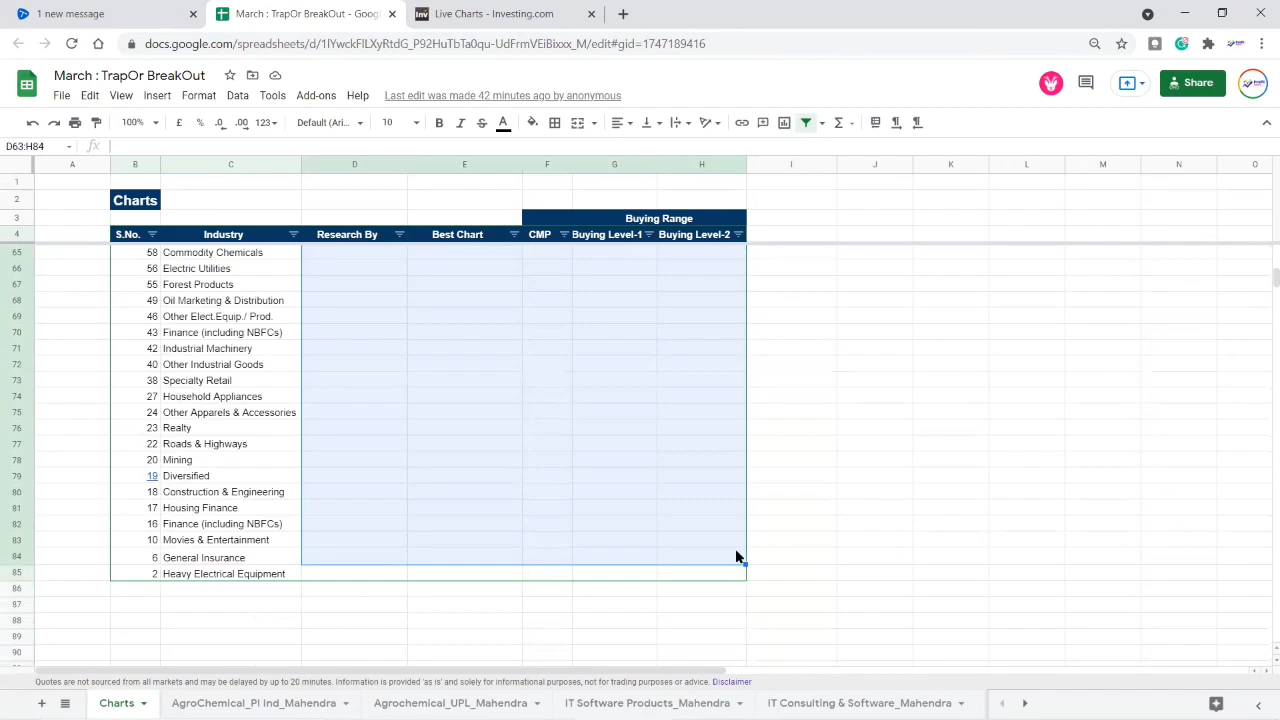 1 new message
March : TrapOr BreakOut - Goog
Live Charts - Investing.com
docs.google.com/spreadsheets/d/1IYwckFlLXyRtdG_P92HuTbTa0qu-UdErmVEiBixxx_M/edit#gid=1747189416
March : TrapOr BreakOut
File Edit View Insert Format Data Tools Add-ons Help Last edit was made 42 minutes ago by anonymous
Share
100% £ % .0 .00 123 Default (Ari... 10 B I S A
D63:H84 fx
A B C D E F G H I J K L M N O
1
2 Charts
3 Buying Range
4 S.No. Industry Research By Best Chart CMP Buying Level-1 Buying Level-2
65 58 Commodity Chemicals
66 56 Electric Utilities
67 55 Forest Products
68 49 Oil Marketing & Distribution
69 46 Other Elect.Equip./ Prod.
70 43 Finance (including NBFCs)
71 42 Industrial Machinery
72 40 Other Industrial Goods
73 38 Specialty Retail
74 27 Household Appliances
75 24 Other Apparels & Accessories
76 23 Realty
77 22 Roads & Highways
78 20 Mining
79 19 Diversified
80 18 Construction & Engineering
81 17 Housing Finance
82 16 Finance (including NBFCs)
83 10 Movies & Entertainment
84 6 General Insurance
85 2 Heavy Electrical Equipment
86
87
88
89
90
Quotes are not sourced from all markets and may be delayed by up to 20 minutes. Information is provided 'as is' and solely for informational purposes, not for trading purposes or advice. Disclaimer
Charts AgroChemical_PI Ind_Mahendra Agrochemical_UPL_Mahendra IT Software Products_Mahendra IT Consulting & Software_Mahendra